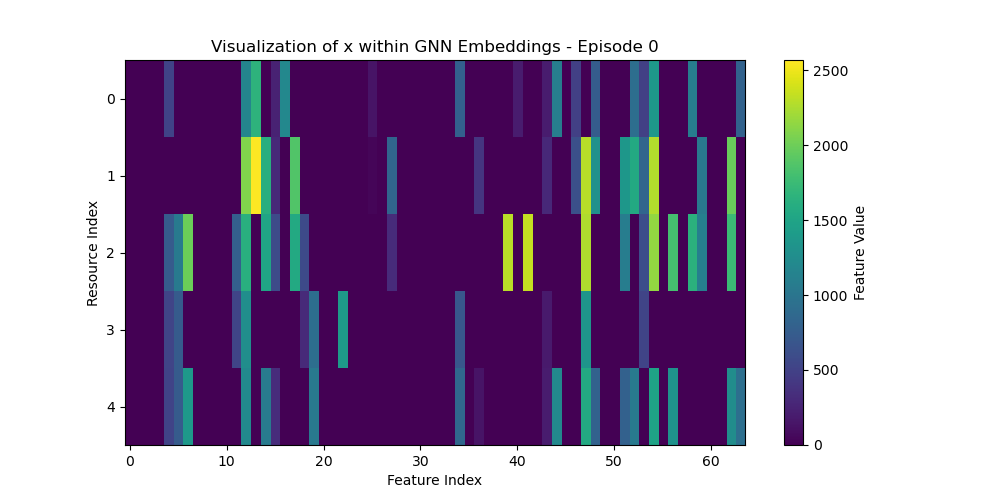 Visualization of x within GNN Embeddings - Episode 0
Resource Index
0
1
2
3
4
0 10 20 30 40 50 60
Feature Index
2500
2000
1500
1000
500
0
Feature Value